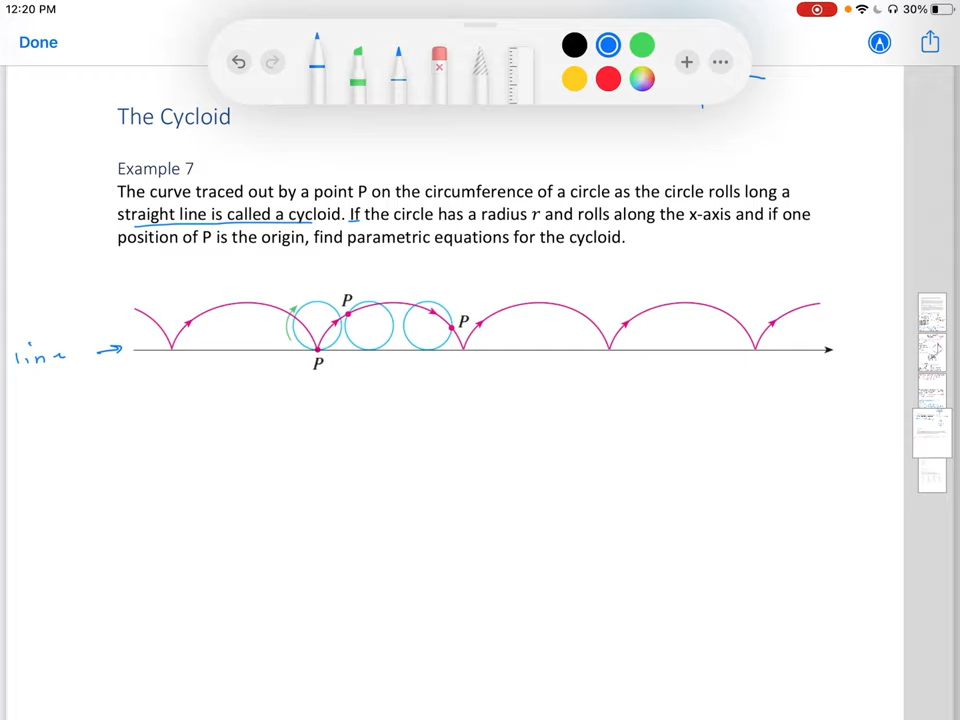 12:20 PM
30%
Done
The Cycloid
Example 7
The curve traced out by a point P on the circumference of a circle as the circle rolls long a
straight line is called a cycloid. If the circle has a radius r and rolls along the x-axis and if one
position of P is the origin, find parametric equations for the cycloid.
P
P
line
P